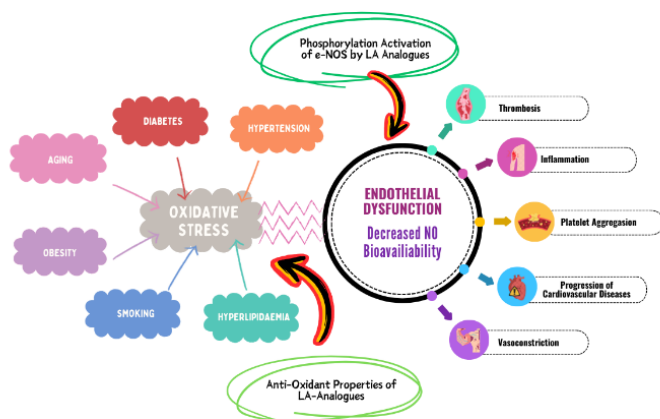 Phosphorylation Activation
of e-NOS by LA Analogues
DIABETES
HYPERTENSION
AGING
OXIDATIVE
STRESS
OBESITY
SMOKING
HYPERLIPIDAEMIA
ENDOTHELIAL
DYSFUNCTION
Decreased NO
Bioavailiability
Thrombosis
Inflammation
Platelet Aggregasion
Progression of
Cardiovascular Diseases
Vasoconstriction
Anti-Oxidant Properties of
LA-Analogues